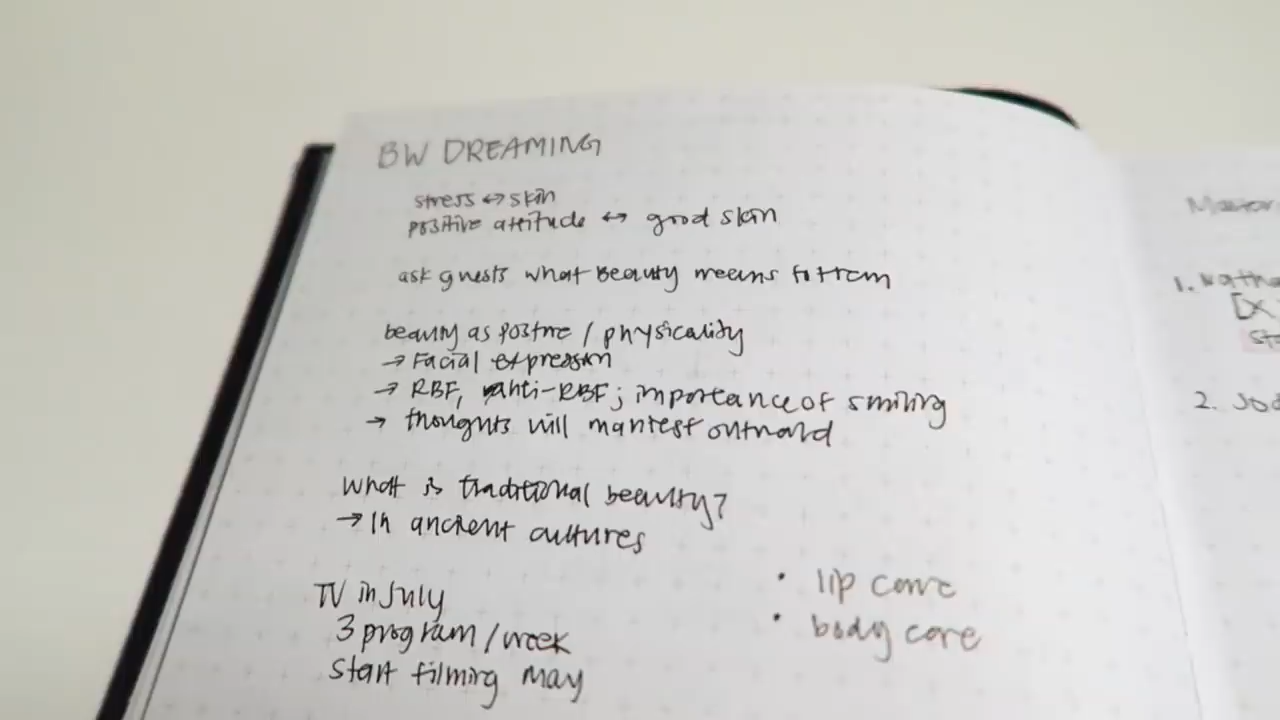 BW DREAMING
stress ↔ skin
positive attitude ↔ good skin
ask guests what beauty means to them
beauty as posture / physicality
→ Facial expression
→ RBF, anti-RBF; importance of smiling
→ thoughts will manifest outward
What is traditional beauty?
→ In ancient cultures
TV in July
3 program/week
start filming May
• lip care
• body care
1.
2.